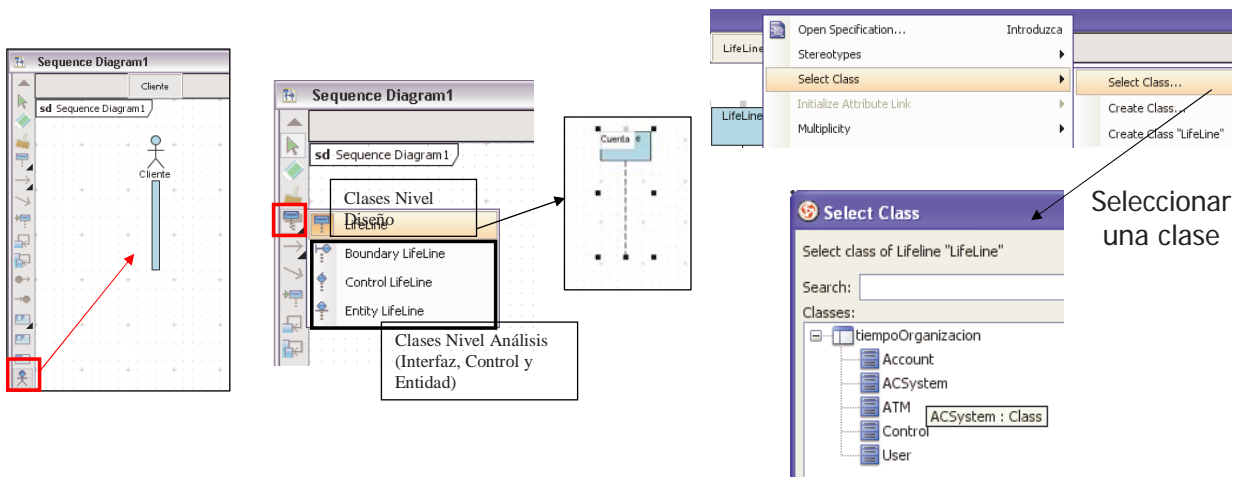 Sequence Diagram1
Cliente
sd Sequence Diagram1
Cliente
Sequence Diagram1
sd Sequence Diagram1
Clases Nivel
Diseño
LifeLine
Boundary LifeLine
Control LifeLine
Entity LifeLine
Clases Nivel Análisis
(Interfaz, Control y
Entidad)
Cuenta
LifeLine
LifeLine
Open Specification... Introduzca
Stereotypes
Select Class
Initialize Attribute Link
Multiplicity
Select Class...
Create Class...
Create Class "LifeLine"
Seleccionar
una clase
Select Class
Select class of Lifeline "LifeLine"
Search:
Classes:
tiempoOrganizacion
Account
ACSystem
ATM
ACSystem : Class
Control
User